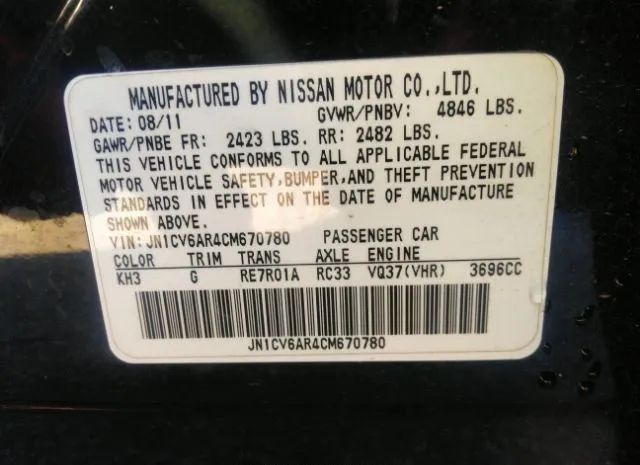 MANUFACTURED BY NISSAN MOTOR CO.,LTD.
DATE: 08/11 GVWR/PNBV: 4846 LBS.
GAWR/PNBE FR: 2423 LBS. RR: 2482 LBS.
THIS VEHICLE CONFORMS TO ALL APPLICABLE FEDERAL
MOTOR VEHICLE SAFETY,BUMPER,AND THEFT PREVENTION
STANDARDS IN EFFECT ON THE DATE OF MANUFACTURE
SHOWN ABOVE.
VIN:JN1CV6AR4CM670780 PASSENGER CAR
COLOR TRIM TRANS AXLE ENGINE
KH3 G RE7R01A RC33 VQ37(VHR) 3696CC
JN1CV6AR4CM670780